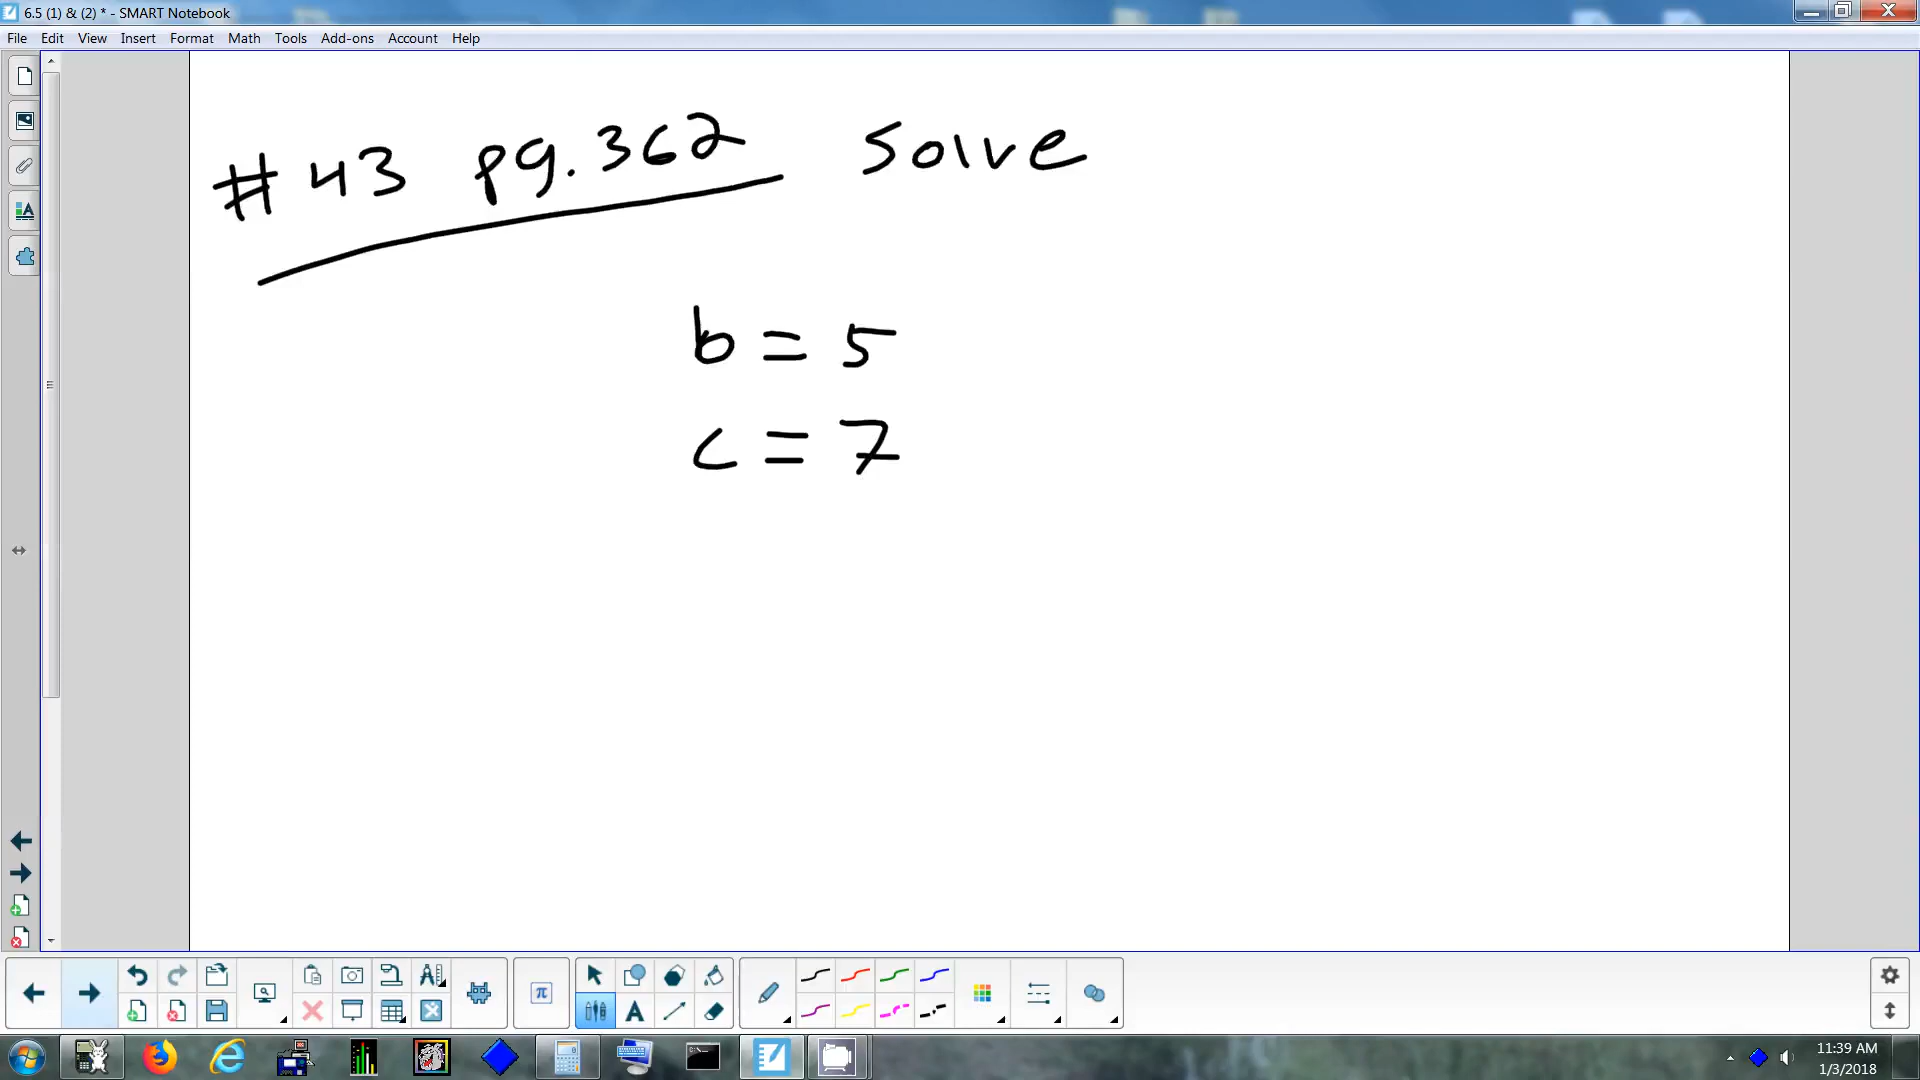 6.5 (1) & (2) * - SMART Notebook
File Edit View Insert Format Math Tools Add-ons Account Help
#43 pg.362 Solve
b = 5
c = 7
11:39 AM
1/3/2018